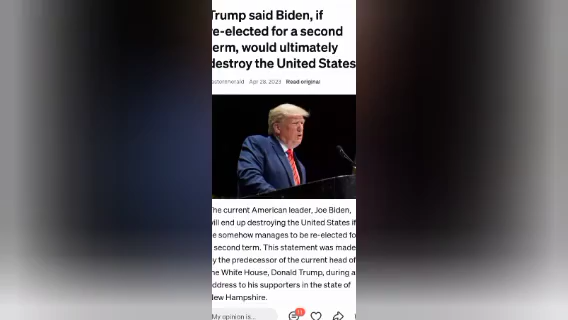 Trump said Biden, if
re-elected for a second
term, would ultimately
destroy the United States
Apr 28, 2023 Read original
The current American leader, Joe Biden,
will end up destroying the United States if
he somehow manages to be re-elected fo
a second term. This statement was made
by the predecessor of the current head of
the White House, Donald Trump, during a
address to his supporters in the state of
New Hampshire.
My opinion is...